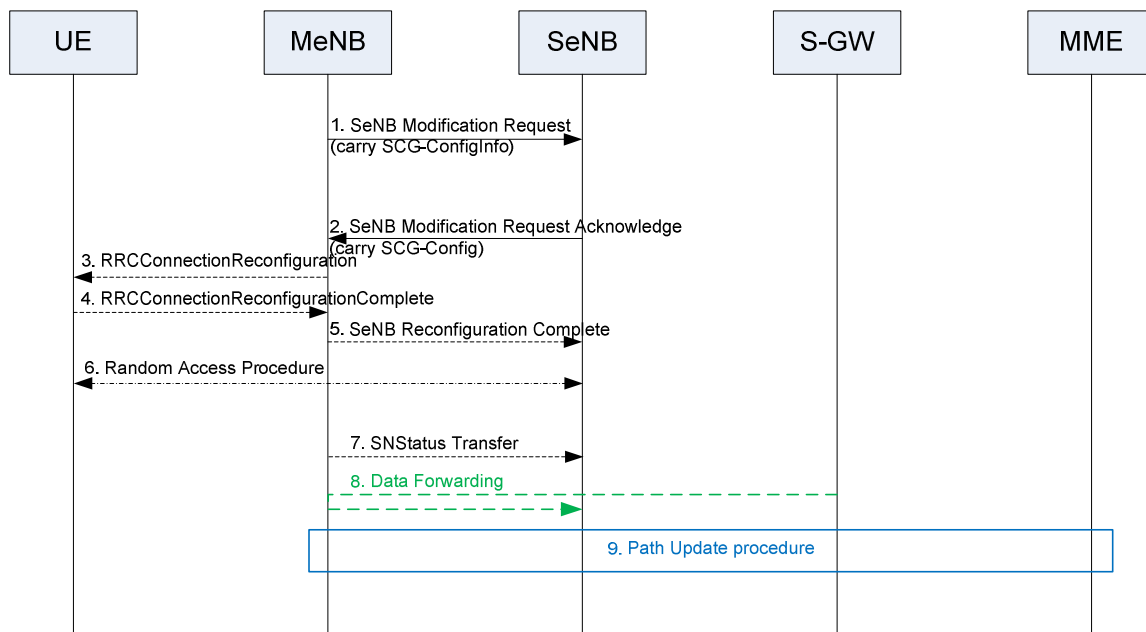 UE
MeNB
SeNB
S-GW
MME
1. SeNB Modification Request
(carry SCG-ConfigInfo)
2. SeNB Modification Request Acknowledge
(carry SCG-Config)
3. RRCConnectionReconfiguration
4. RRCConnectionReconfigurationComplete
5. SeNB Reconfiguration Complete
6. Random Access Procedure
7. SNStatus Transfer
8. Data Forwarding
9. Path Update procedure